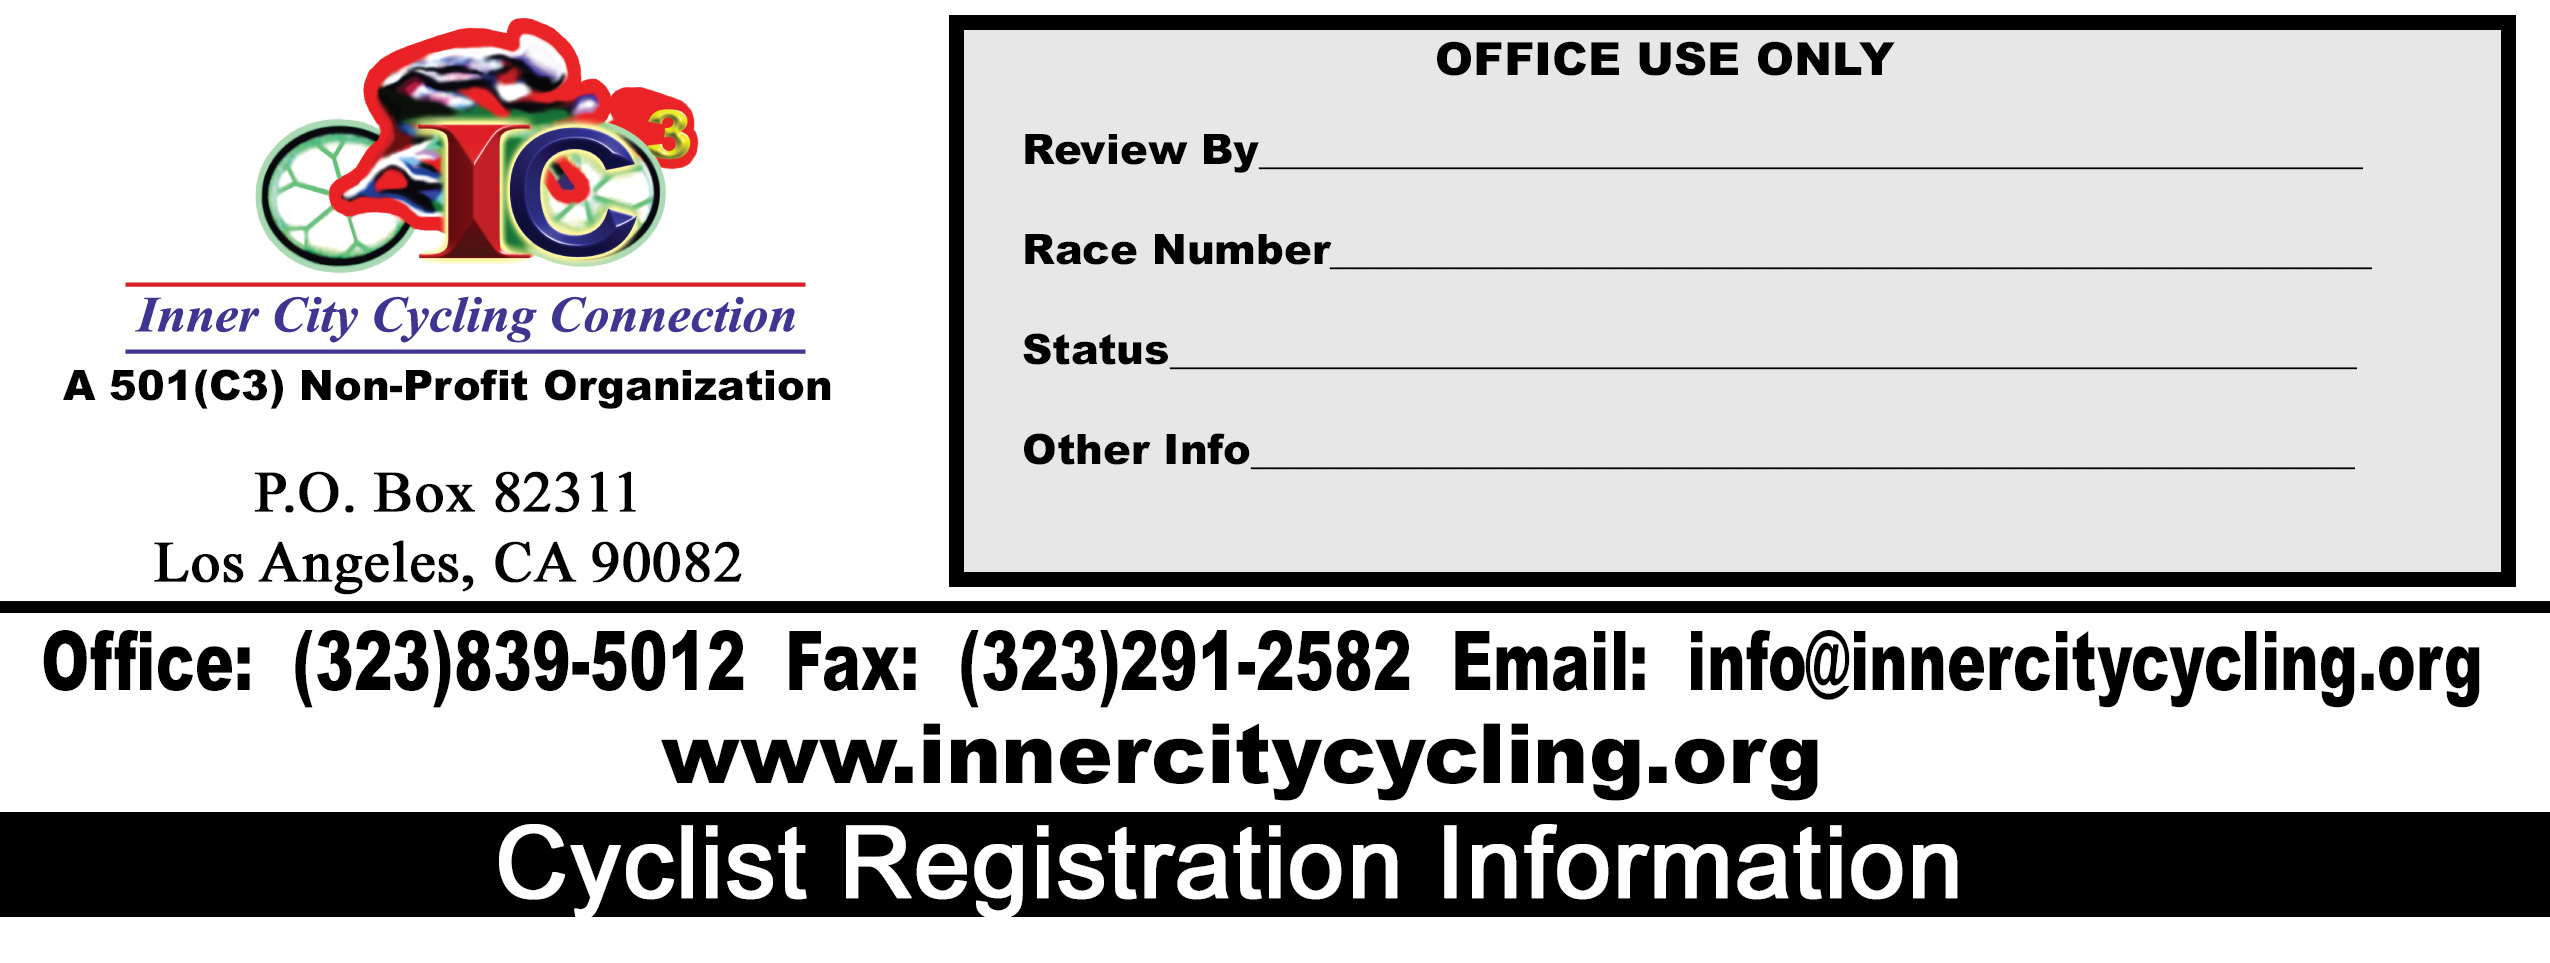 IC3
Inner City Cycling Connection
A 501(C3) Non-Profit Organization
P.O. Box 82311
Los Angeles, CA 90082
OFFICE USE ONLY
Review By
Race Number
Status
Other Info
Office: (323)839-5012 Fax: (323)291-2582 Email: info@innercitycycling.org
www.innercitycycling.org
Cyclist Registration Information